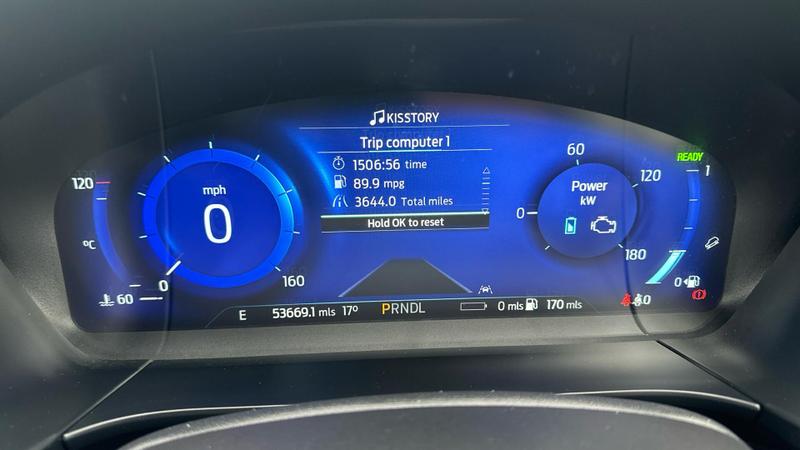 KISSTORY
Trip computer 1
1506:56 time
89.9 mpg
3644.0 Total miles
Hold OK to reset
120
°C
60
mph
0
0
160
60
0
120
180
Power
kW
READY
1
0
0
E 53669.1 mls 17° PRNDL 0 mls 170 mls